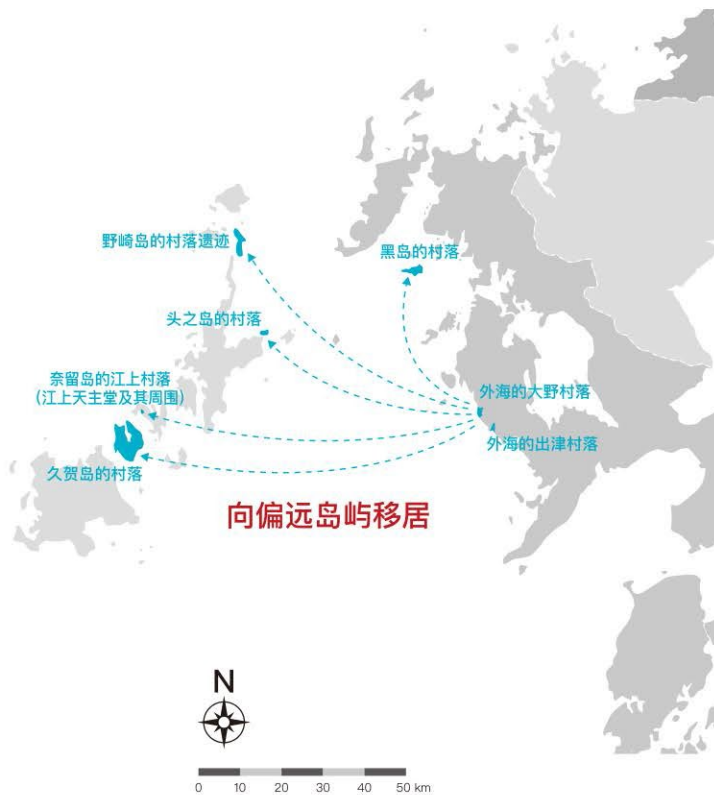 野崎岛的村落遗迹
黑岛的村落
头之岛的村落
奈留岛的江上村落
(江上天主堂及其周围)
外海的大野村落
外海的出津村落
久贺岛的村落
向偏远岛屿移居
N
0 10 20 30 40 50 km